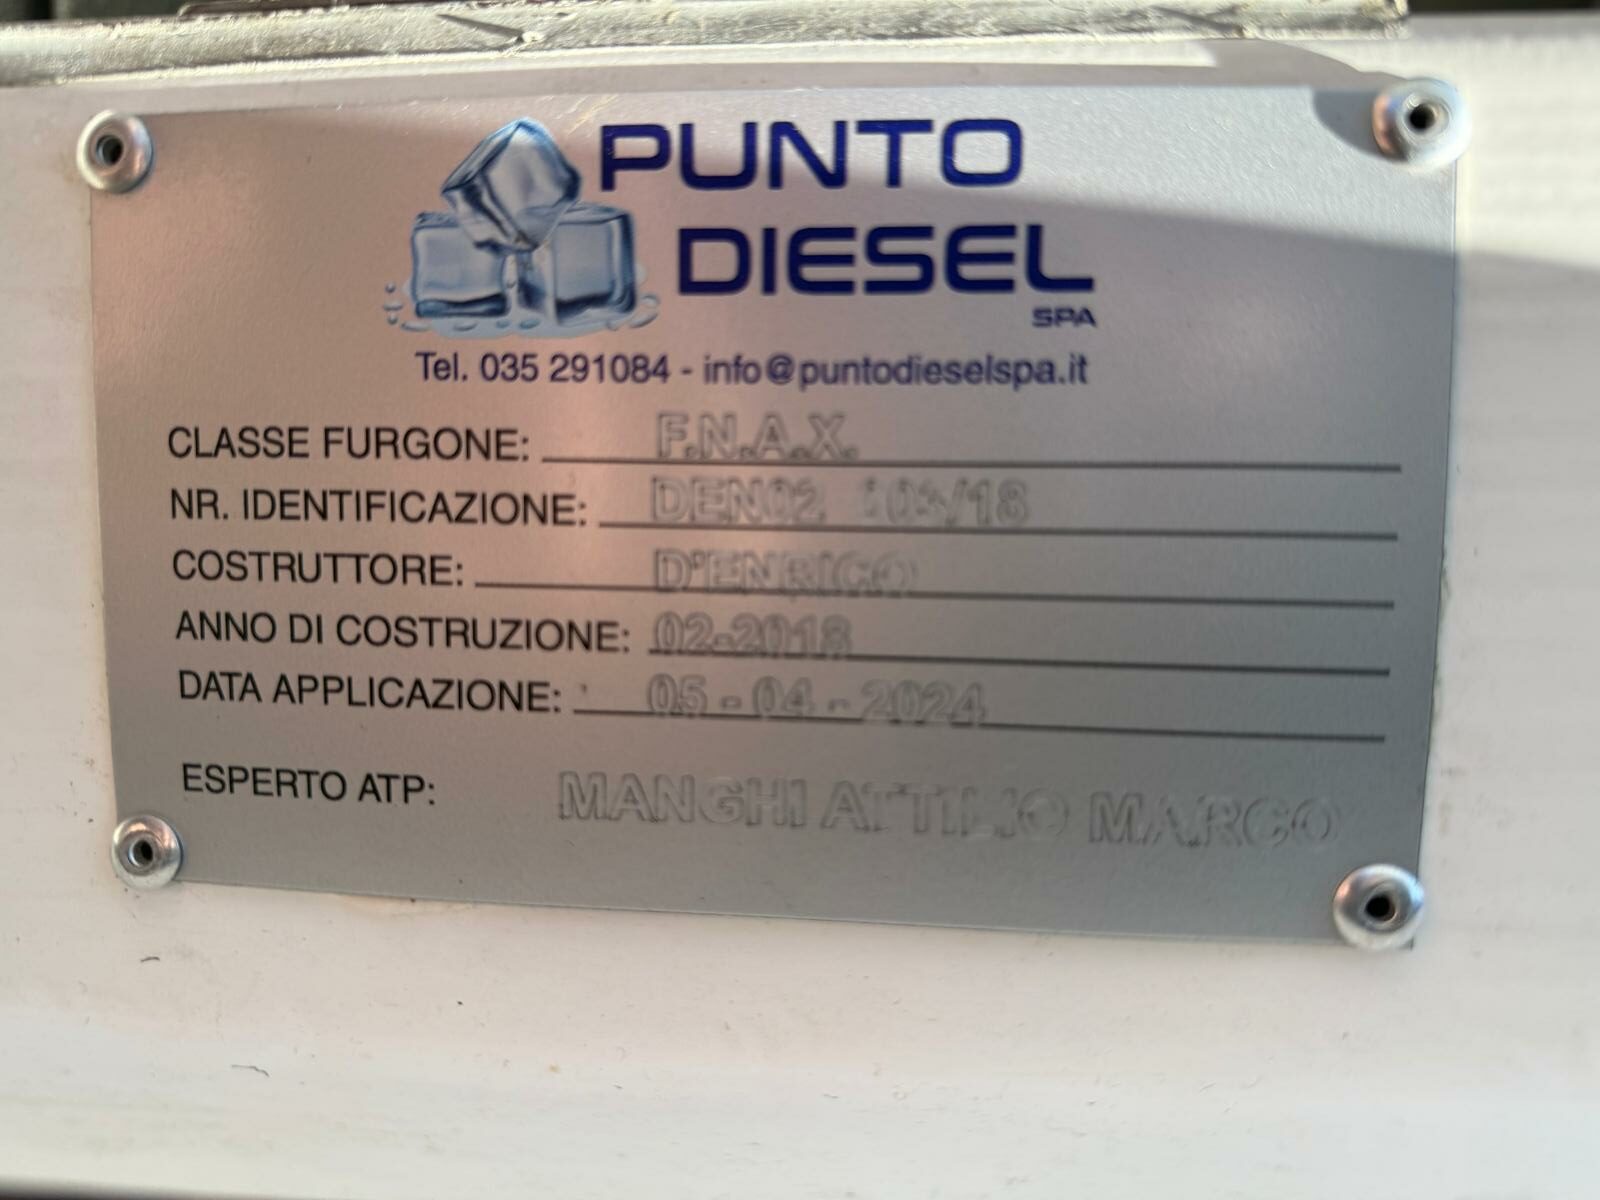 PUNTO
DIESEL
SPA
Tel. 035 291084 - info@puntodieselspa.it
CLASSE FURGONE: F.N.A.X.
NR. IDENTIFICAZIONE: DEN02
COSTRUTTORE: D'ENRICO
ANNO DI COSTRUZIONE: 02-2018
DATA APPLICAZIONE: 05-04-2024
ESPERTO ATP: MANGHI ATTILIO MARCO